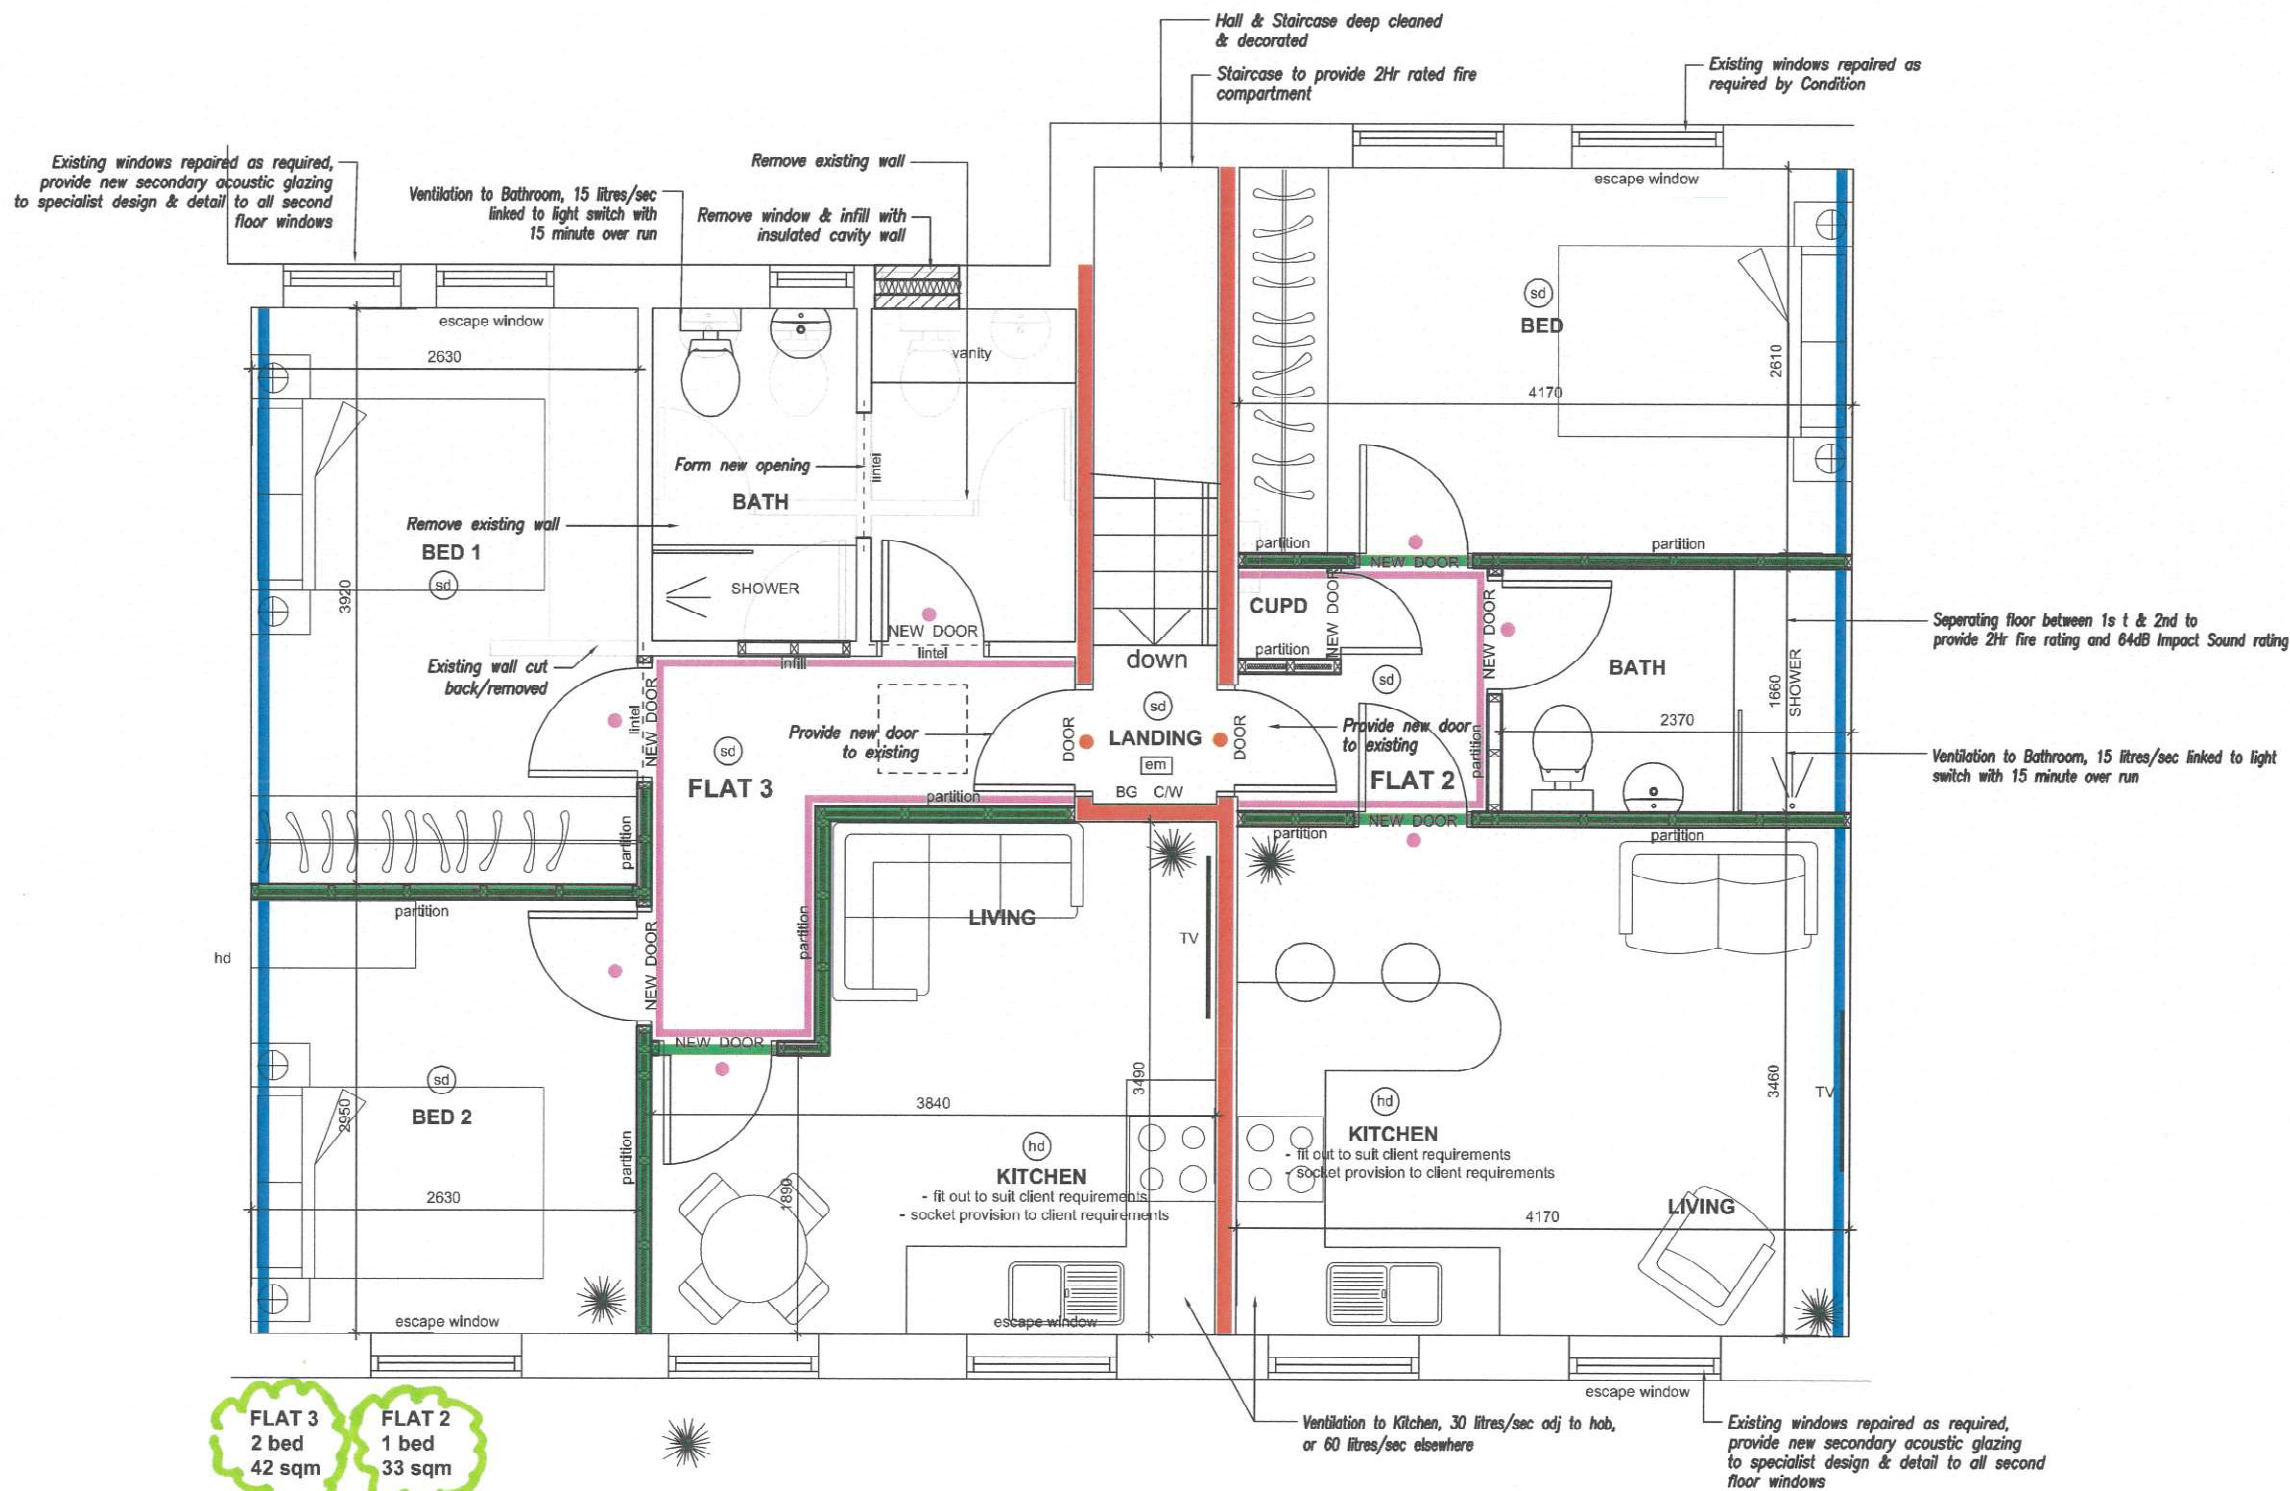 Hall & Staircase deep cleaned
& decorated
Staircase to provide 2Hr rated fire
compartment
Existing windows repaired as
required by Condition
Existing windows repaired as required,
provide new secondary acoustic glazing
to specialist design & detail to all second
floor windows
Ventilation to Bathroom, 15 litres/sec
linked to light switch with
15 minute over run
Remove existing wall
Remove window & infill with
insulated cavity wall
escape window
escape window
2630
vanity
sd
BED
2610
4170
Form new opening
lintel
BATH
Remove existing wall
BED 1
sd
3920
SHOWER
NEW DOOR
lintel
infill
Existing wall cut
back/removed
lintel
NEW DOOR
partition
partition
NEW DOOR
partition
CUPD
NEW DOOR
partition
NEW DOOR
BATH
1660
SHOWER
2370
Seperating floor between 1s t & 2nd to
provide 2Hr fire rating and 64dB Impact Sound rating
Ventilation to Bathroom, 15 litres/sec linked to light
switch with 15 minute over run
down
sd
LANDING
em
BG C/W
DOOR
DOOR
Provide new door
to existing
Provide new door
to existing
sd
FLAT 3
sd
FLAT 2
partition
partition
partition
NEW DOOR
partition
partition
hd
NEW DOOR
partition
LIVING
TV
NEW DOOR
sd
BED 2
2950
2630
partition
escape window
3840
3490
1890
hd
KITCHEN
- fit out to suit client requirements
- socket provision to client requirements
escape window
hd
KITCHEN
- fit out to suit client requirements
- socket provision to client requirements
3460
TV
LIVING
4170
escape window
FLAT 3
2 bed
42 sqm
FLAT 2
1 bed
33 sqm
Ventilation to Kitchen, 30 litres/sec adj to hob,
or 60 litres/sec elsewhere
Existing windows repaired as required,
provide new secondary acoustic glazing
to specialist design & detail to all second
floor windows